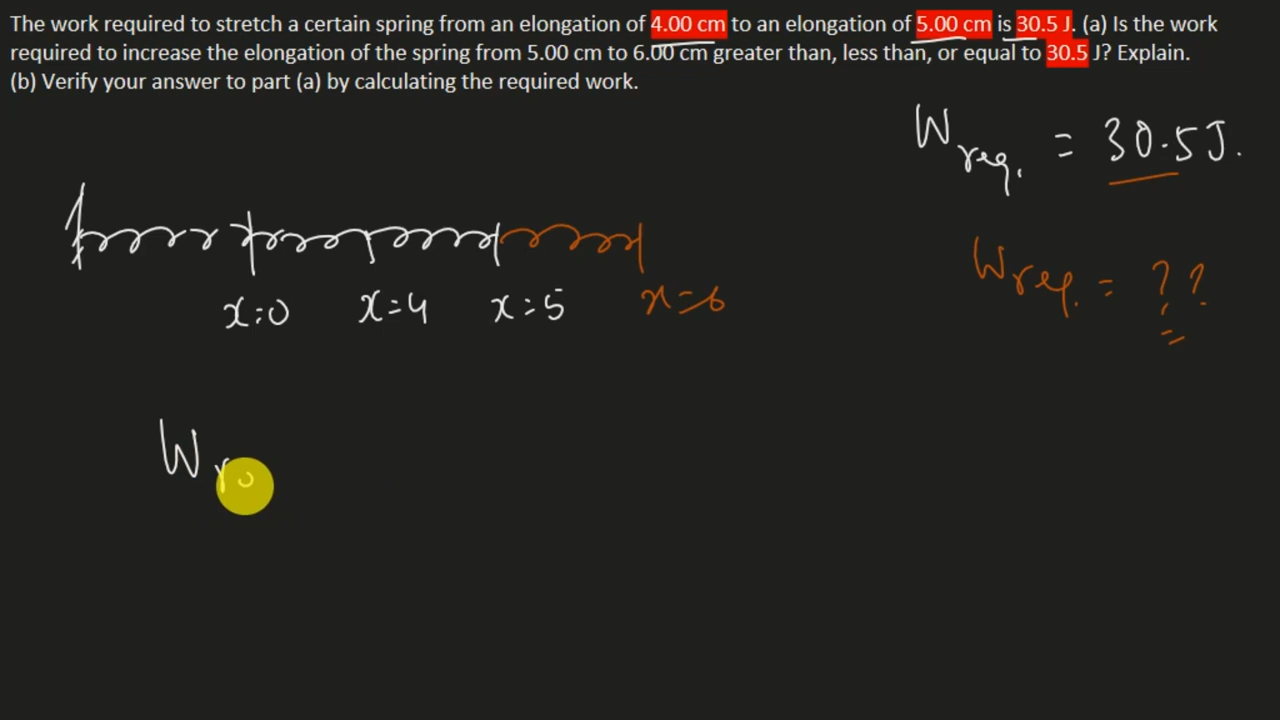 The work required to stretch a certain spring from an elongation of 4.00 cm to an elongation of 5.00 cm is 30.5 J. (a) Is the work
required to increase the elongation of the spring from 5.00 cm to 6.00 cm greater than, less than, or equal to 30.5 J? Explain.
(b) Verify your answer to part (a) by calculating the required work.
W req. = 30.5 J.
W req. = ??
x=0 x=4 x=5 x=6
W